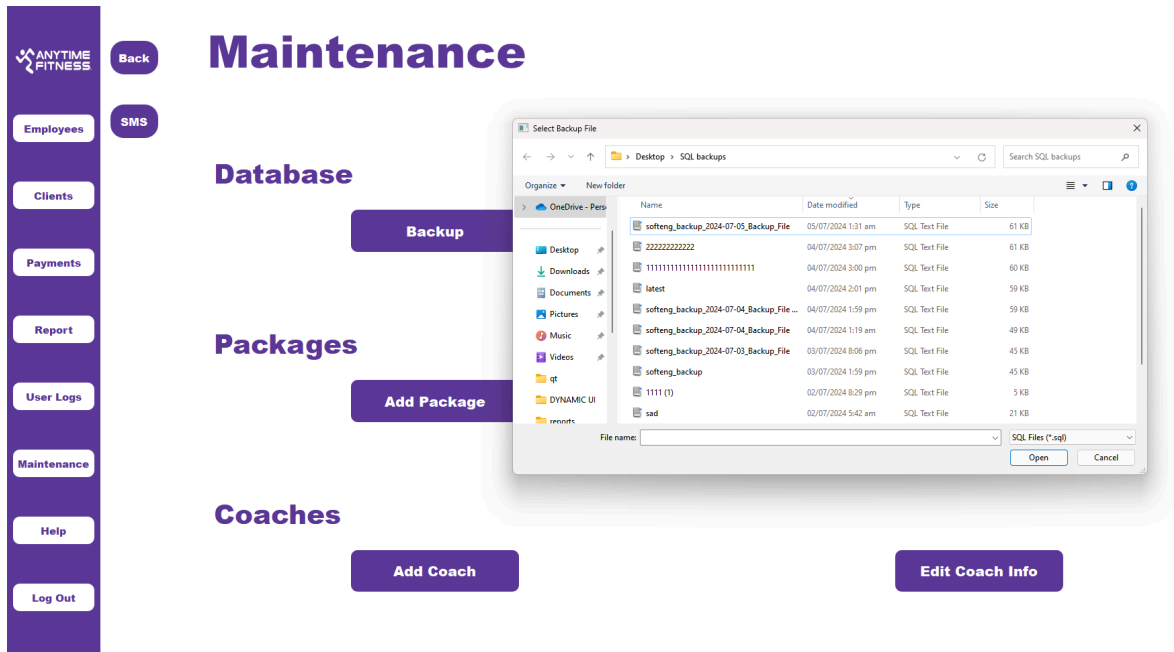 ANYTIME
FITNESS
Back
Maintenance
Employees
SMS
Clients
Payments
Report
User Logs
Maintenance
Help
Log Out
Database
Backup
Packages
Add Package
Coaches
Add Coach
Edit Coach Info
Select Backup File
Desktop > SQL backups
Search SQL backups
Organize
New folder
OneDrive - Pers
Desktop
Downloads
Documents
Pictures
Music
Videos
qt
DYNAMIC UI
reports
Name Date modified Type Size
softeng_backup_2024-07-05_Backup_File 05/07/2024 1:31 am SQL Text File 61 KB
222222222222 04/07/2024 3:07 pm SQL Text File 61 KB
04/07/2024 3:00 pm SQL Text File 60 KB
latest 04/07/2024 2:01 pm SQL Text File 59 KB
softeng_backup_2024-07-04_Backup_File ... 04/07/2024 1:59 pm SQL Text File 59 KB
softeng_backup_2024-07-04_Backup_File 04/07/2024 1:19 am SQL Text File 49 KB
softeng_backup_2024-07-03_Backup_File 03/07/2024 8:06 pm SQL Text File 45 KB
softeng_backup 03/07/2024 1:59 pm SQL Text File 45 KB
1111 (1) 02/07/2024 8:29 pm SQL Text File 5 KB
sad 02/07/2024 5:42 am SQL Text File 21 KB
File name:
SQL Files (*.sql)
Open
Cancel